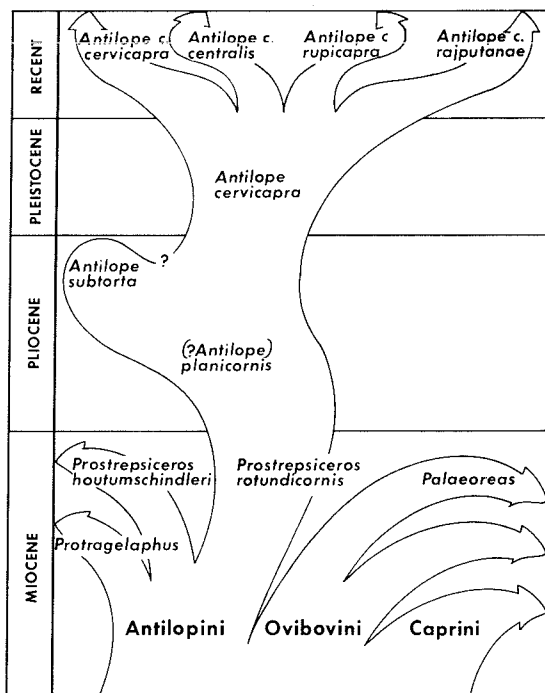 RECENT
Antilope c.
cervicapra
Antilope c.
centralis
Antilope c
rupicapra
Antilope c.
rajputanae
PLEISTOCENE
Antilope
cervicapra
PLIOCENE
Antilope
subtorta
?
(?Antilope)
planicornis
MIOCENE
Prostrepsiceros
houtumschindleri
Prostrepsiceros
rotundicornis
Palaeoreas
Protragelaphus
Antilopini
Ovibovini
Caprini